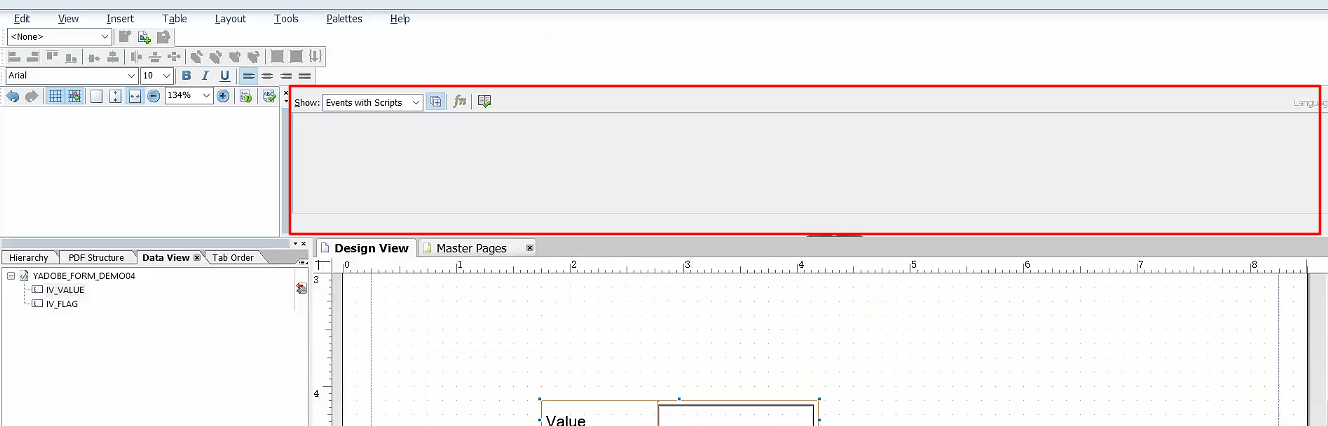 Edit View Insert Table Layout Tools Palettes Help
<None>
Arial 10 B I U
134%
Show: Events with Scripts fn
Design View Master Pages
Hierarchy PDF Structure Data View Tab Order
0 1 2 3 4 5 6 7 8
YADOBE_FORM_DEMO04
IV_VALUE
IV_FLAG
3
4
Value